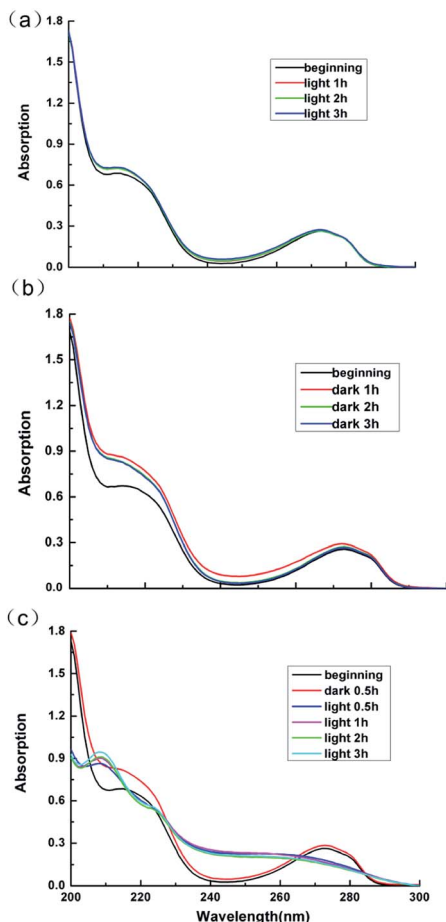 (a)
1.8
1.5
1.2
0.9
0.6
0.3
0.0
Absorption
beginning
light 1h
light 2h
light 3h
(b)
1.8
1.5
1.2
0.9
0.6
0.3
0.0
Absorption
beginning
dark 1h
dark 2h
dark 3h
(c)
1.8
1.5
1.2
0.9
0.6
0.3
0.0
Absorption
beginning
dark 0.5h
light 0.5h
light 1h
light 2h
light 3h
200 220 240 260 280 300
Wavelength(nm)